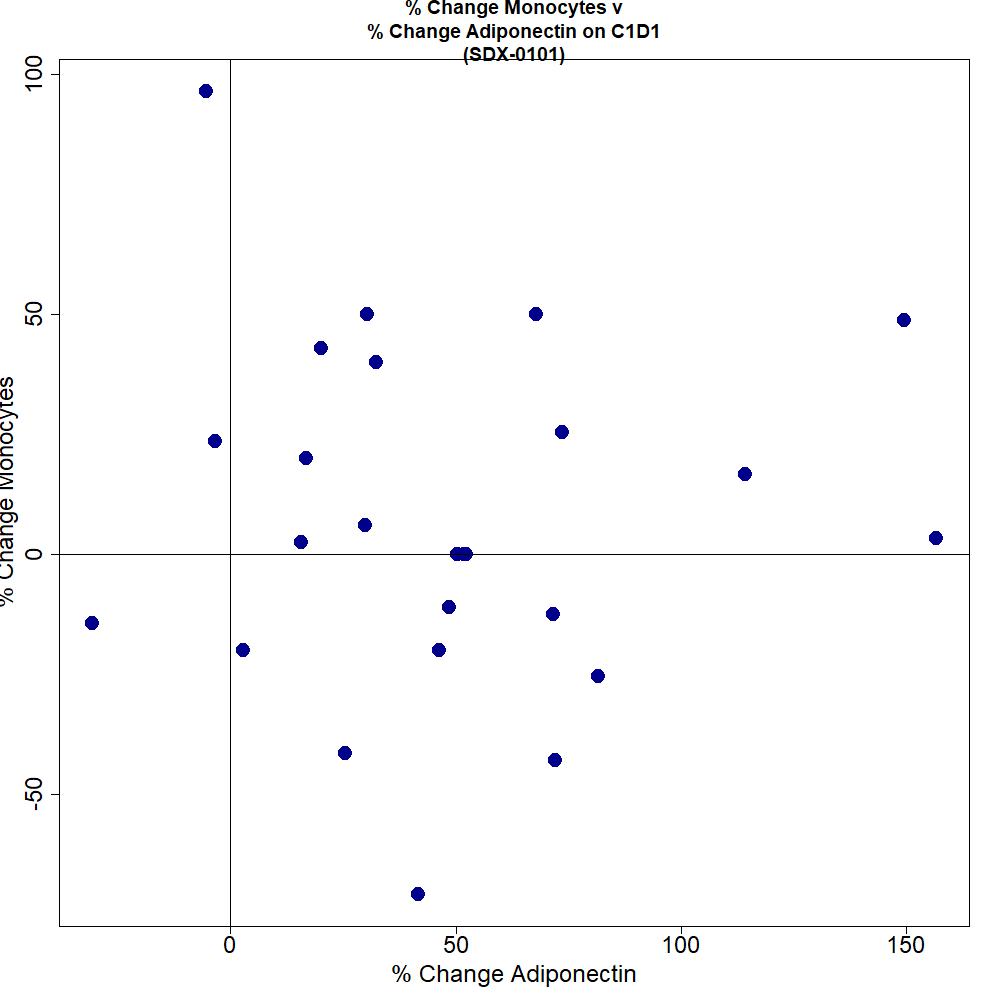 % Change Monocytes v
% Change Adiponectin on C1D1
(SDX-0101)
100
50
0
-50
% Change Monocytes
0
50
100
150
% Change Adiponectin